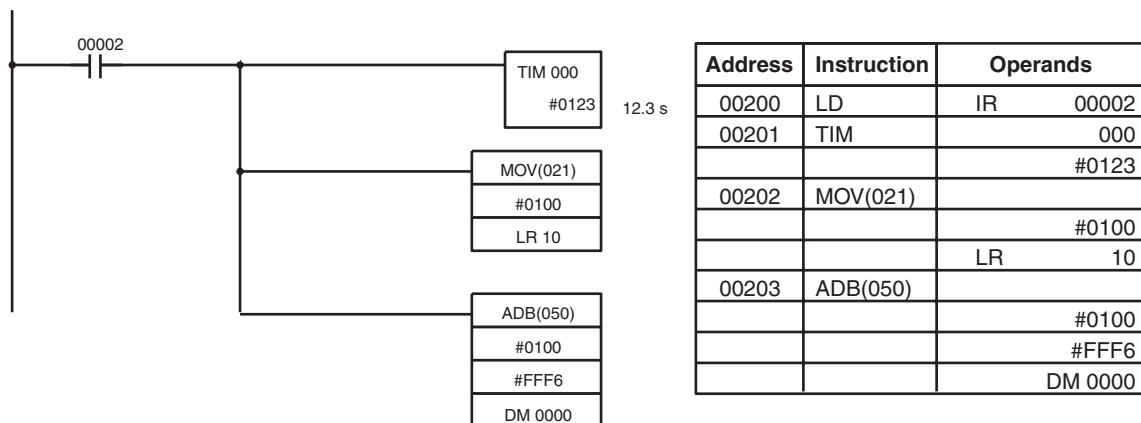 00002
TIM 000
#0123
12.3 s
MOV(021)
#0100
LR 10
ADB(050)
#0100
#FFF6
DM 0000
Address Instruction Operands
00200 LD IR 00002
00201 TIM 000
#0123
00202 MOV(021)
#0100
LR 10
00203 ADB(050)
#0100
#FFF6
DM 0000